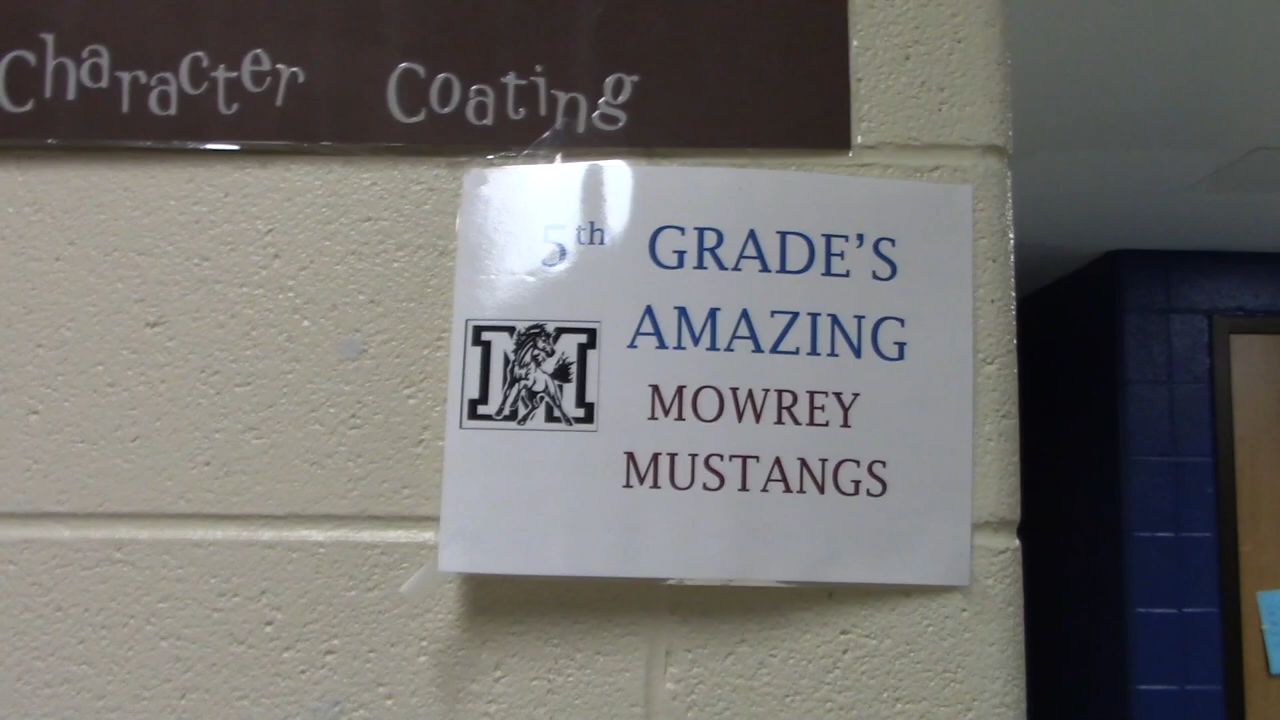 Character Coating
5th GRADE'S
AMAZING
M
MOWREY
MUSTANGS